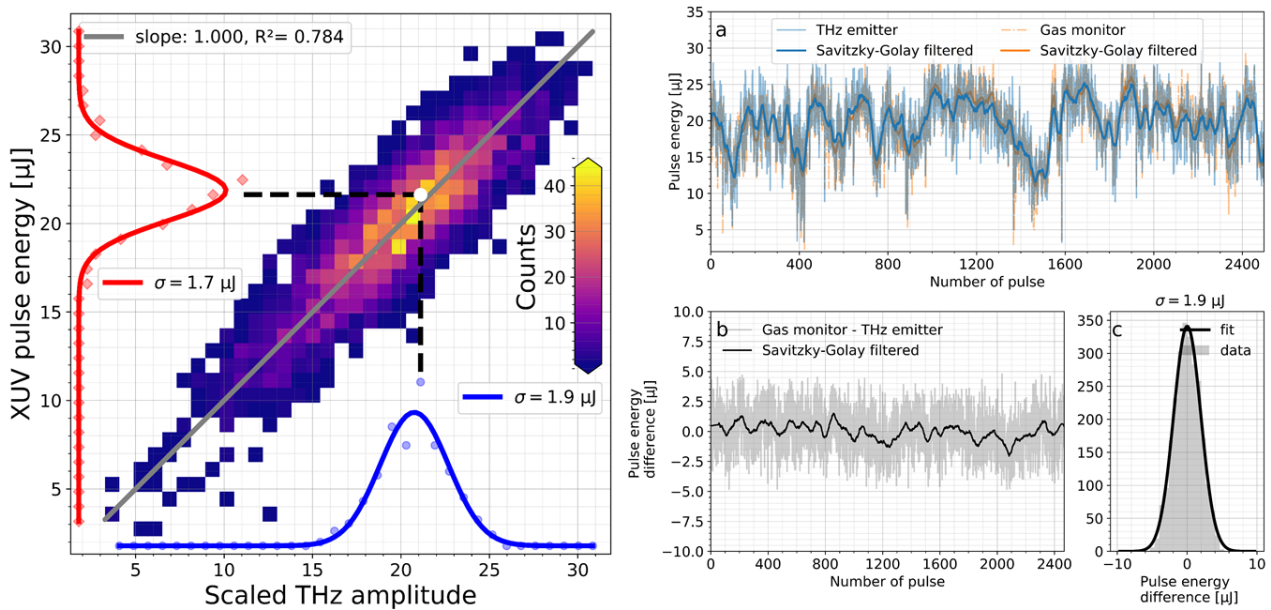 slope: 1.000, R²= 0.784
XUV pulse energy [μJ]
30
25
20
15
10
5
σ = 1.7 μJ
Counts
40
30
20
10
σ = 1.9 μJ
5 10 15 20 25 30
Scaled THz amplitude
a
THz emitter
Savitzky-Golay filtered
Gas monitor
Savitzky-Golay filtered
Pulse energy [μJ]
35
30
25
20
15
10
5
0 400 800 1200 1600 2000 2400
Number of pulse
b
Gas monitor - THz emitter
Savitzky-Golay filtered
Pulse energy
difference [μJ]
10.0
7.5
5.0
2.5
0.0
−2.5
−5.0
−7.5
−10.0
0 400 800 1200 1600 2000 2400
Number of pulse
σ = 1.9 μJ
c
fit
data
350
300
250
200
150
100
50
0
−10 0 10
Pulse energy
difference [μJ]